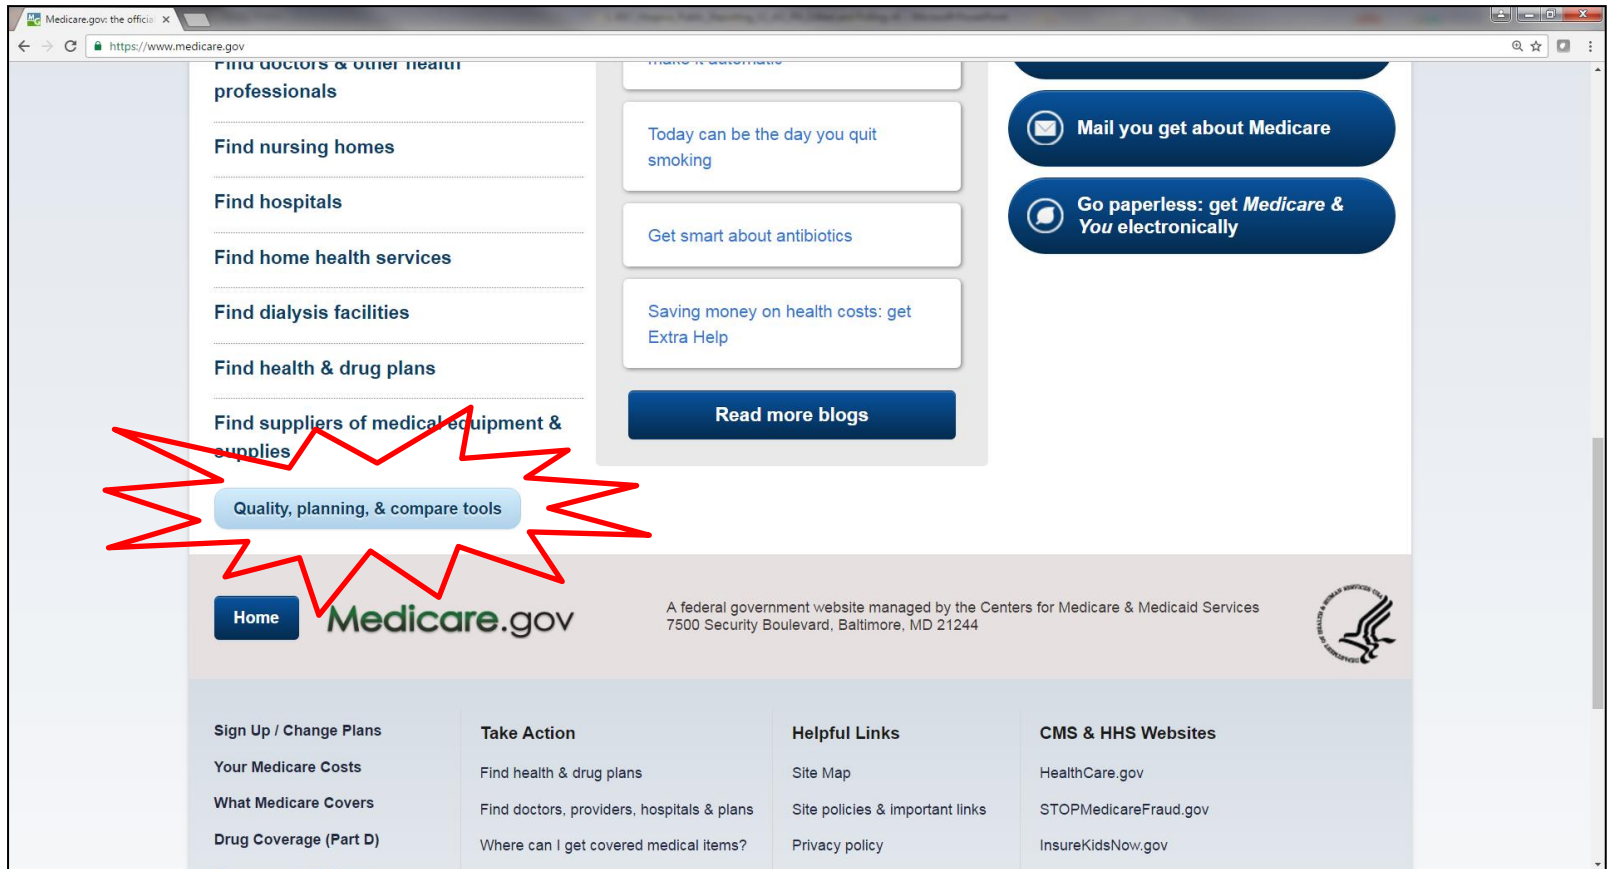 Medicare.gov: the officia
https://www.medicare.gov
Find doctors & other health
professionals
Find nursing homes
Find hospitals
Find home health services
Find dialysis facilities
Find health & drug plans
Find suppliers of medical equipment &
supplies
Quality, planning, & compare tools
make it automatic
Today can be the day you quit
smoking
Get smart about antibiotics
Saving money on health costs: get
Extra Help
Read more blogs
Mail you get about Medicare
Go paperless: get Medicare &
You electronically
Home
Medicare.gov
A federal government website managed by the Centers for Medicare & Medicaid Services
7500 Security Boulevard, Baltimore, MD 21244
Sign Up / Change Plans
Your Medicare Costs
What Medicare Covers
Drug Coverage (Part D)
Take Action
Find health & drug plans
Find doctors, providers, hospitals & plans
Where can I get covered medical items?
Helpful Links
Site Map
Site policies & important links
Privacy policy
CMS & HHS Websites
HealthCare.gov
STOPMedicareFraud.gov
InsureKidsNow.gov